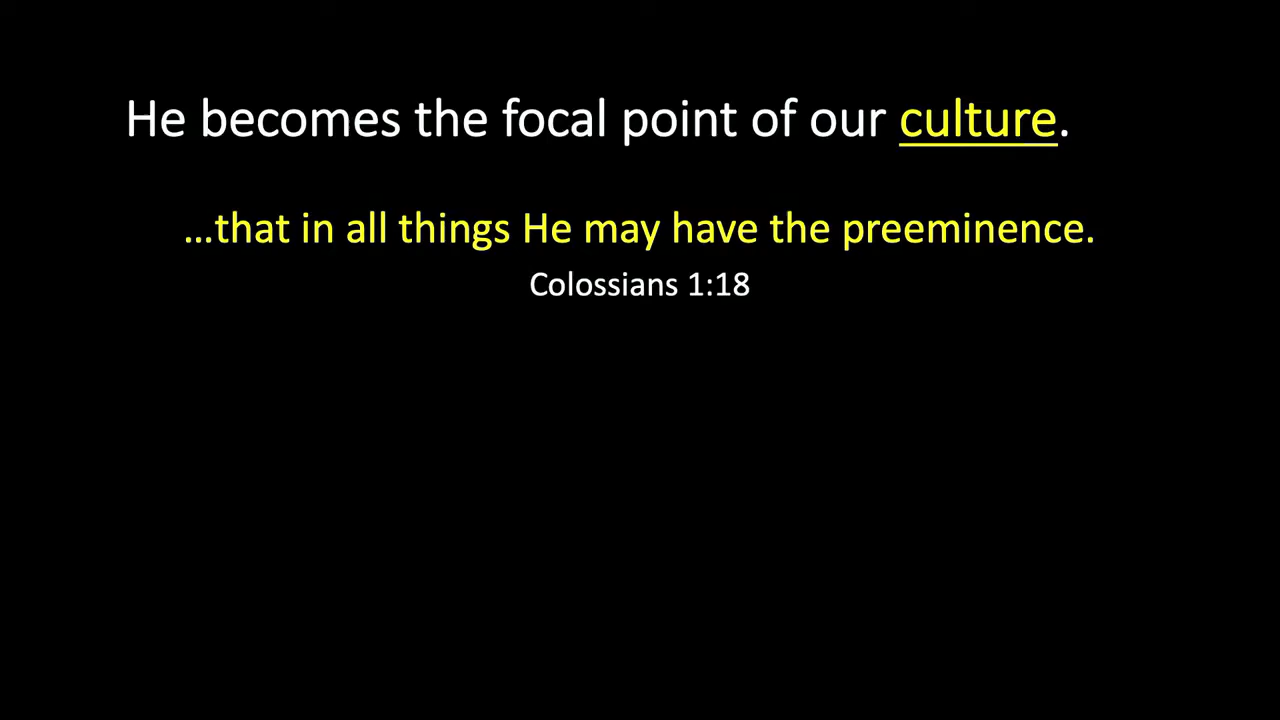 He becomes the focal point of our culture.
…that in all things He may have the preeminence.
Colossians 1:18